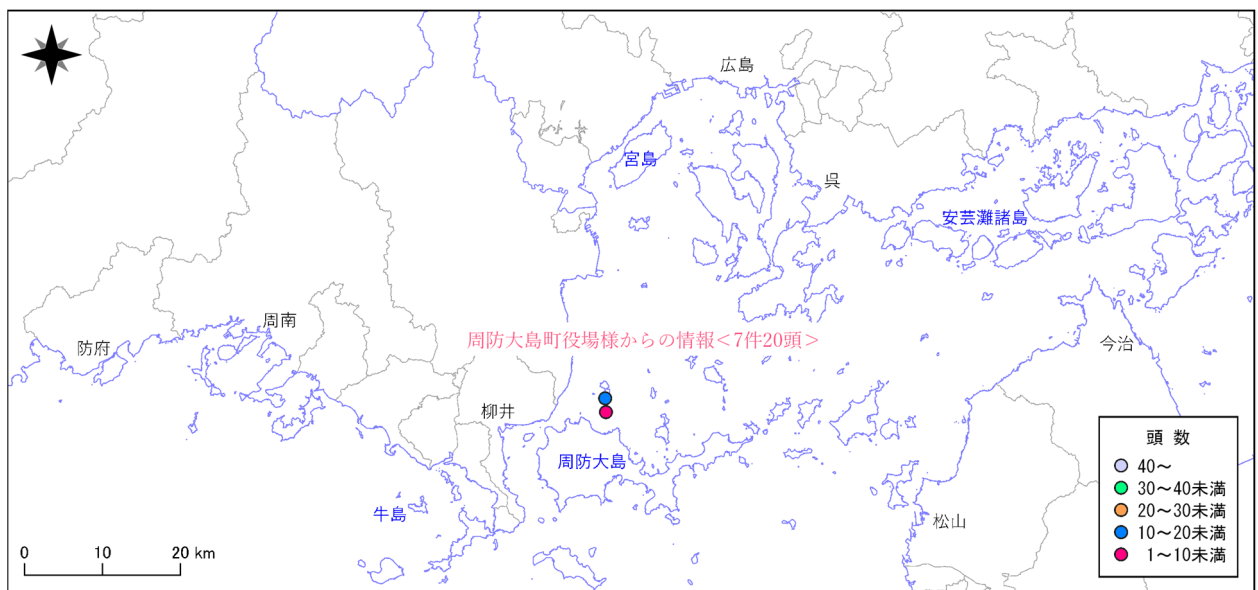 広島
宮島
呉
安芸灘諸島
周南
防府
周防大島町役場様からの情報＜7件20頭＞
今治
柳井
周防大島
牛島
松山
0 10 20 km
頭 数
40～
30～40未満
20～30未満
10～20未満
1～10未満